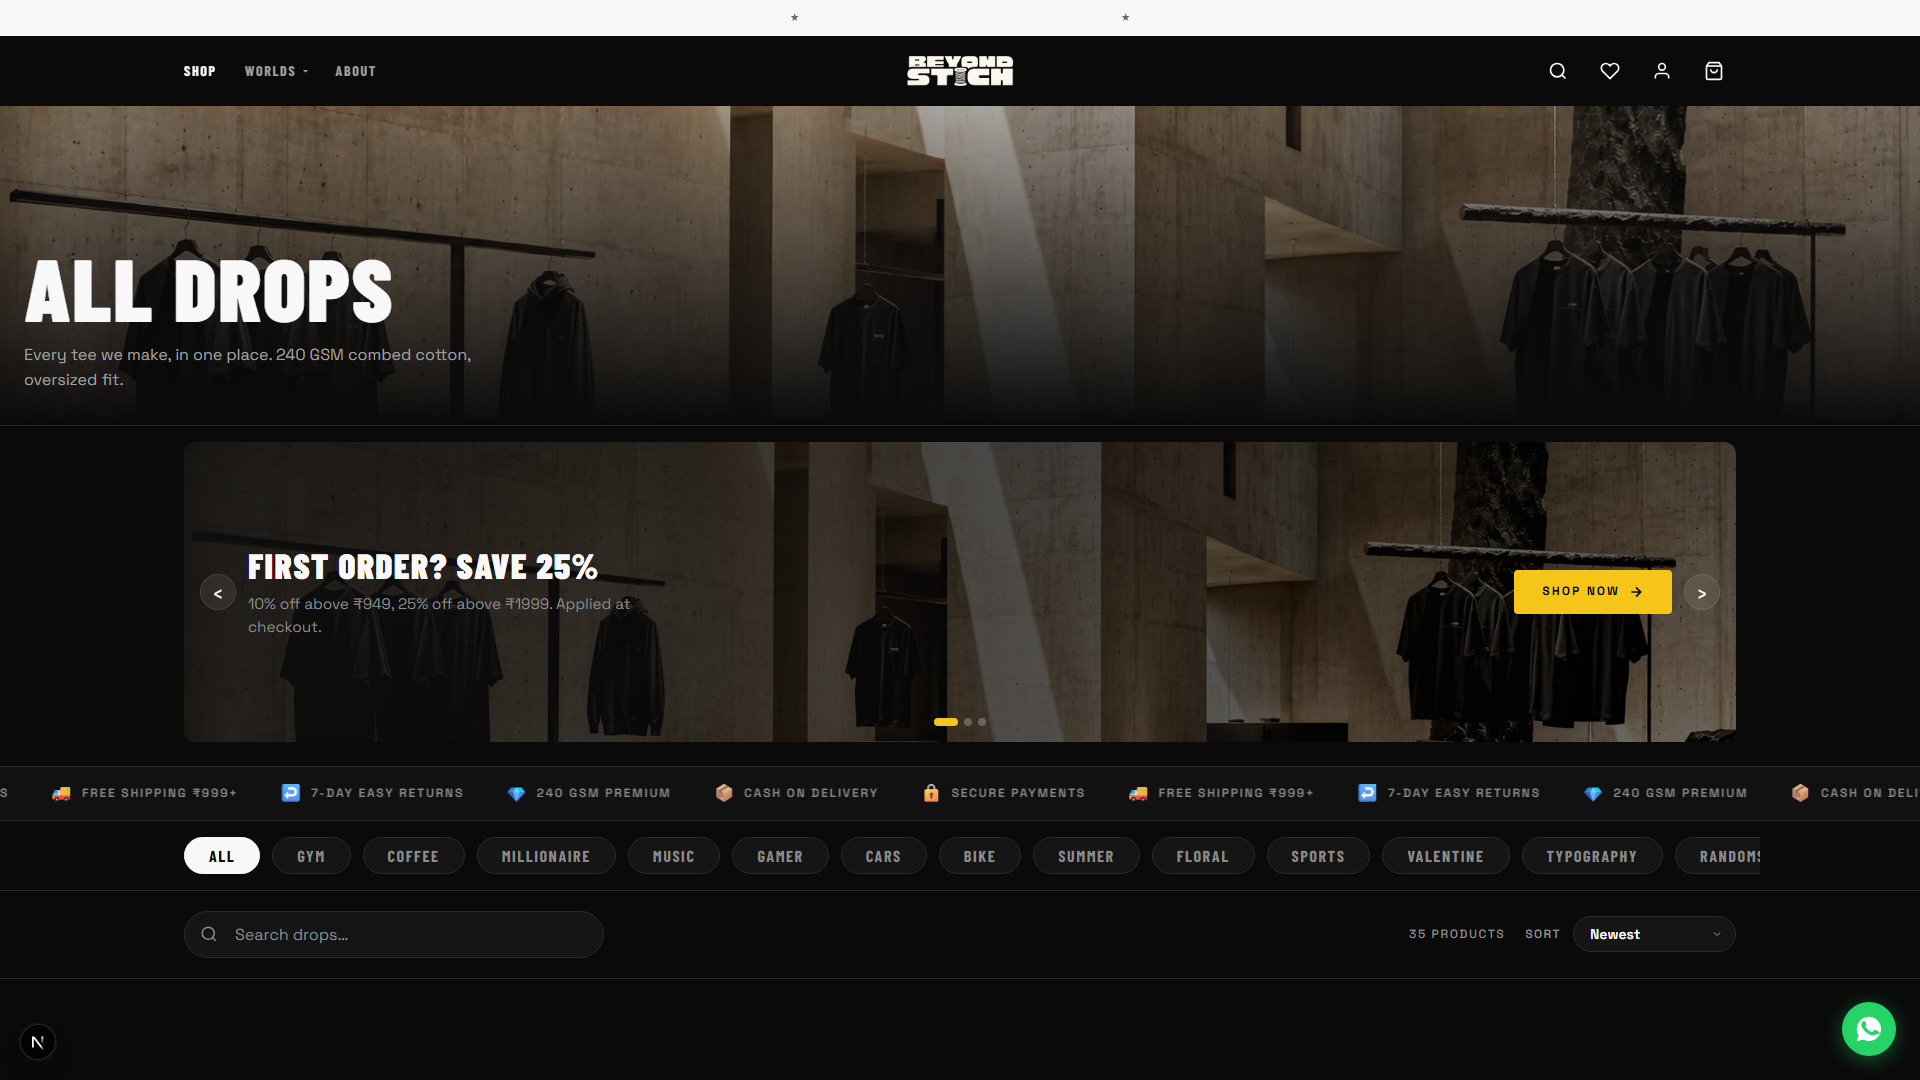 ★ ★
SHOP WORLDS ABOUT
BEYOND
STICH
ALL DROPS
Every tee we make, in one place. 240 GSM combed cotton,
oversized fit.
FIRST ORDER? SAVE 25%
10% off above ₹949, 25% off above ₹1999. Applied at
checkout.
<
SHOP NOW →
>
S FREE SHIPPING ₹999+ 7-DAY EASY RETURNS 240 GSM PREMIUM CASH ON DELIVERY SECURE PAYMENTS FREE SHIPPING ₹999+ 7-DAY EASY RETURNS 240 GSM PREMIUM CASH ON DELI
ALL GYM COFFEE MILLIONAIRE MUSIC GAMER CARS BIKE SUMMER FLORAL SPORTS VALENTINE TYPOGRAPHY RANDOMS
Search drops...
35 PRODUCTS SORT Newest
N